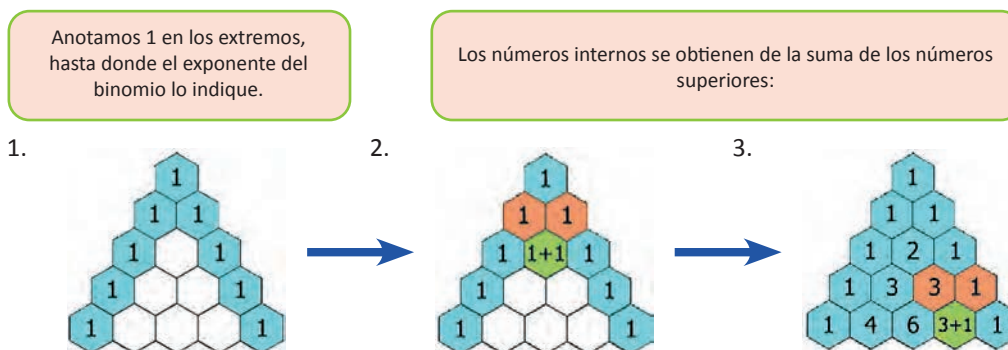 Anotamos 1 en los extremos,
hasta donde el exponente del
binomio lo indique.
Los números internos se obtienen de la suma de los números
superiores:
1.
1
1 1
1 1
1 1
1 1
2.
1
1 1
1 1+1 1
1 1
1 1
3.
1
1 1
1 2 1
1 3 3 1
1 4 6 3+1 1